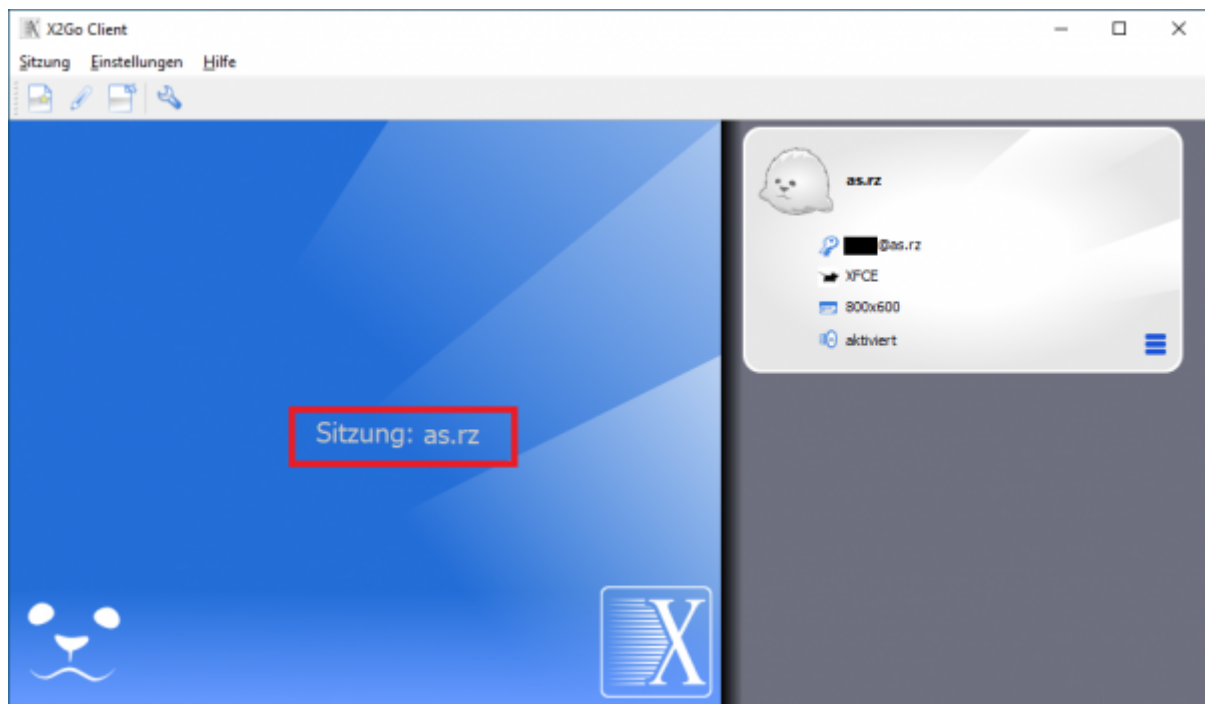 X2Go Client
Sitzung Einstellungen Hilfe
as.rz
@as.rz
XFCE
800x600
aktiviert
Sitzung: as.rz
X